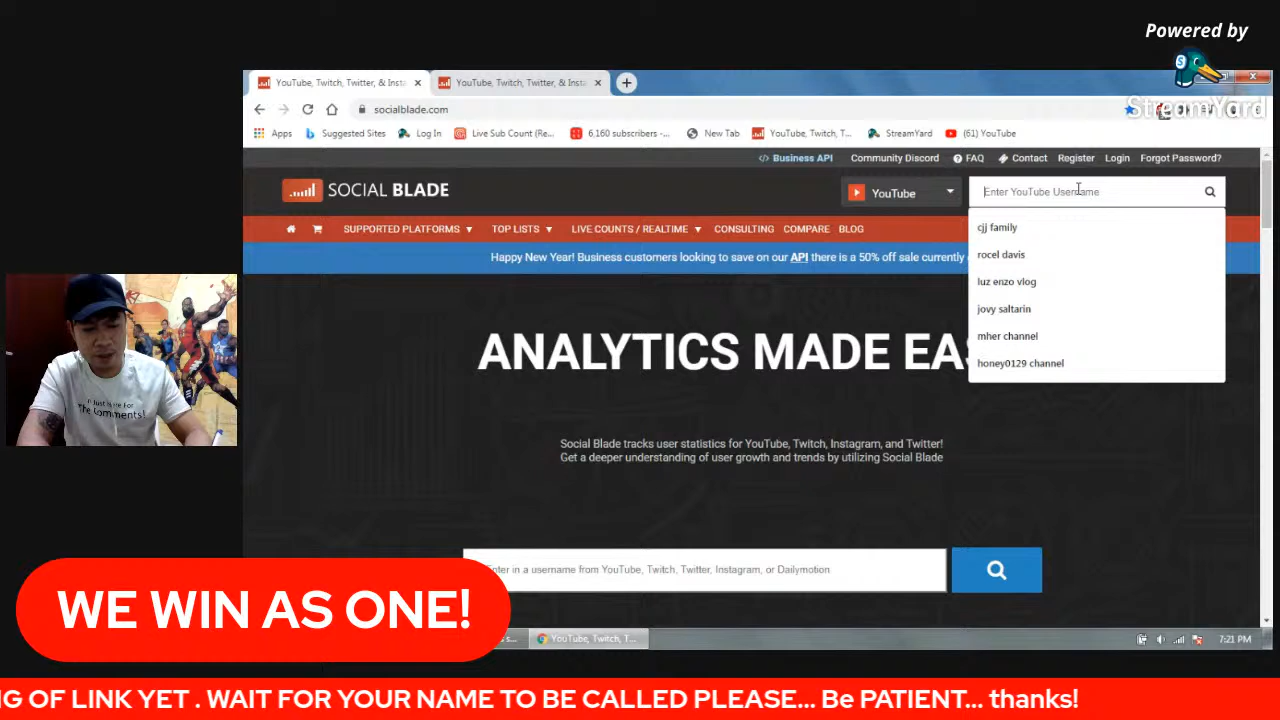 Powered by
StreamYard
YouTube, Twitch, Twitter, & Insta
YouTube, Twitch, Twitter, & Insta
socialblade.com
Apps
Suggested Sites
Log In
Live Sub Count (Re...
6,160 subscribers -...
New Tab
YouTube, Twitch, T...
StreamYard
(61) YouTube
</> Business API
Community Discord
FAQ
Contact
Register
Login
Forgot Password?
SOCIAL BLADE
YouTube
Enter YouTube Username
SUPPORTED PLATFORMS
TOP LISTS
LIVE COUNTS / REALTIME
CONSULTING
COMPARE
BLOG
Happy New Year! Business customers looking to save on our API there is a 50% off sale currently
cjj family
rocel davis
luz enzo vlog
jovy saltarin
mher channel
honey0129 channel
ANALYTICS MADE EAS
Social Blade tracks user statistics for YouTube, Twitch, Instagram, and Twitter!
Get a deeper understanding of user growth and trends by utilizing Social Blade
I'm Just Here For
The Comments!
Enter in a username from YouTube, Twitch, Twitter, Instagram, or Dailymotion
WE WIN AS ONE!
YouTube, Twitch, T...
7:21 PM
G OF LINK YET . WAIT FOR YOUR NAME TO BE CALLED PLEASE... Be PATIENT... thanks!